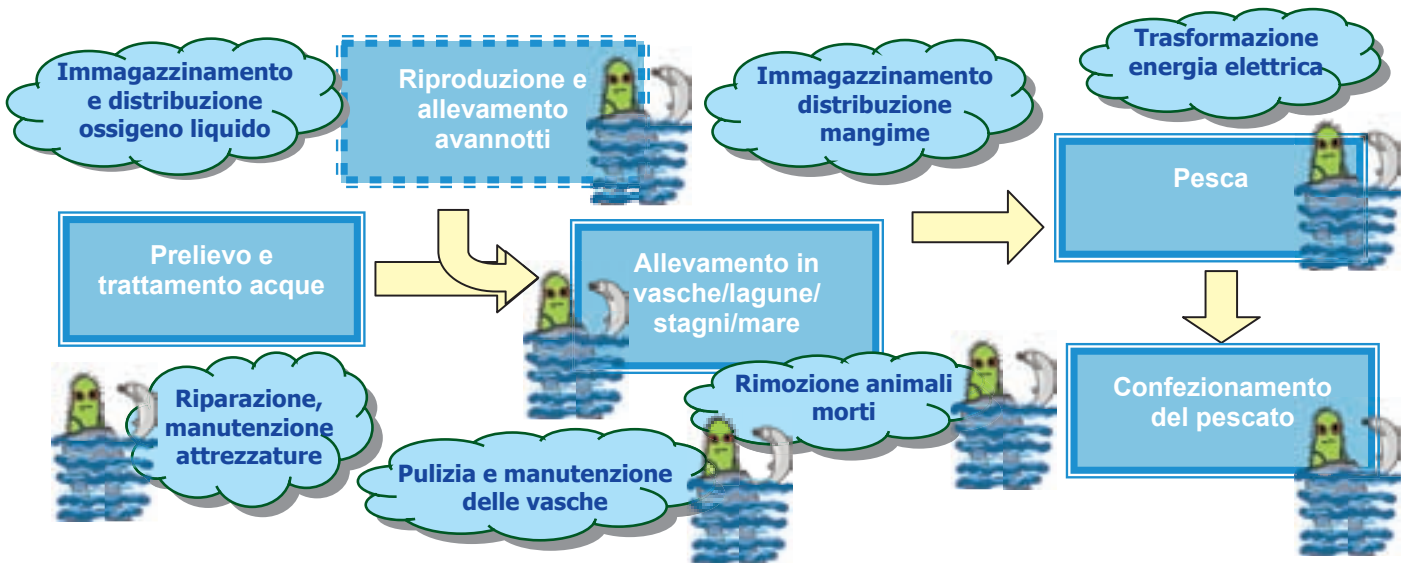 Immagazzinamento
e distribuzione
ossigeno liquido
Riproduzione e
allevamento
avannotti
Immagazzinamento
distribuzione
mangime
Trasformazione
energia elettrica
Prelievo e
trattamento acque
Allevamento in
vasche/lagune/
stagni/mare
Pesca
Riparazione,
manutenzione
attrezzature
Pulizia e manutenzione
delle vasche
Rimozione animali
morti
Confezionamento
del pescato